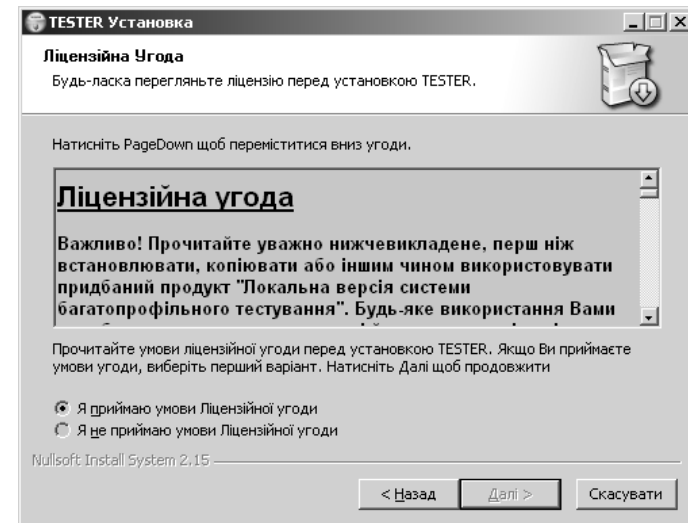 TESTER Установка
Ліцензійна Угода
Будь-ласка перегляньте ліцензію перед установкою TESTER.
Натисніть PageDown щоб переміститися вниз угоди.
Ліцензійна угода
Важливо! Прочитайте уважно нижчевикладене, перш ніж
встановлювати, копіювати або іншим чином використовувати
придбаний продукт "Локальна версія системи
багатопрофільного тестування". Будь-яке використання Вами
Прочитайте умови ліцензійної угоди перед установкою TESTER. Якщо Ви приймаєте
умови угоди, виберіть перший варіант. Натисніть Далі щоб продовжити
Я приймаю умови Ліцензійної угоди
Я не приймаю умови Ліцензійної угоди
Nullsoft Install System 2.15
< Назад Далі > Скасувати